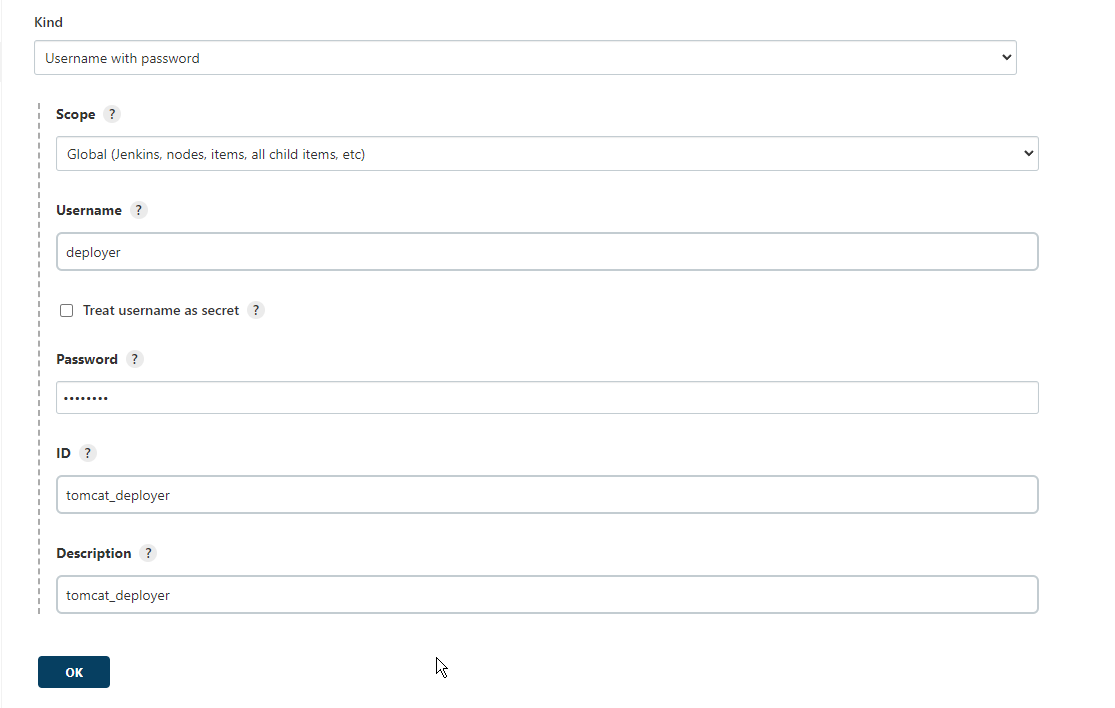 Kind
Username with password
Scope ?
Global (Jenkins, nodes, items, all child items, etc)
Username ?
deployer
Treat username as secret ?
Password ?
••••••••
ID ?
tomcat_deployer
Description ?
tomcat_deployer
OK